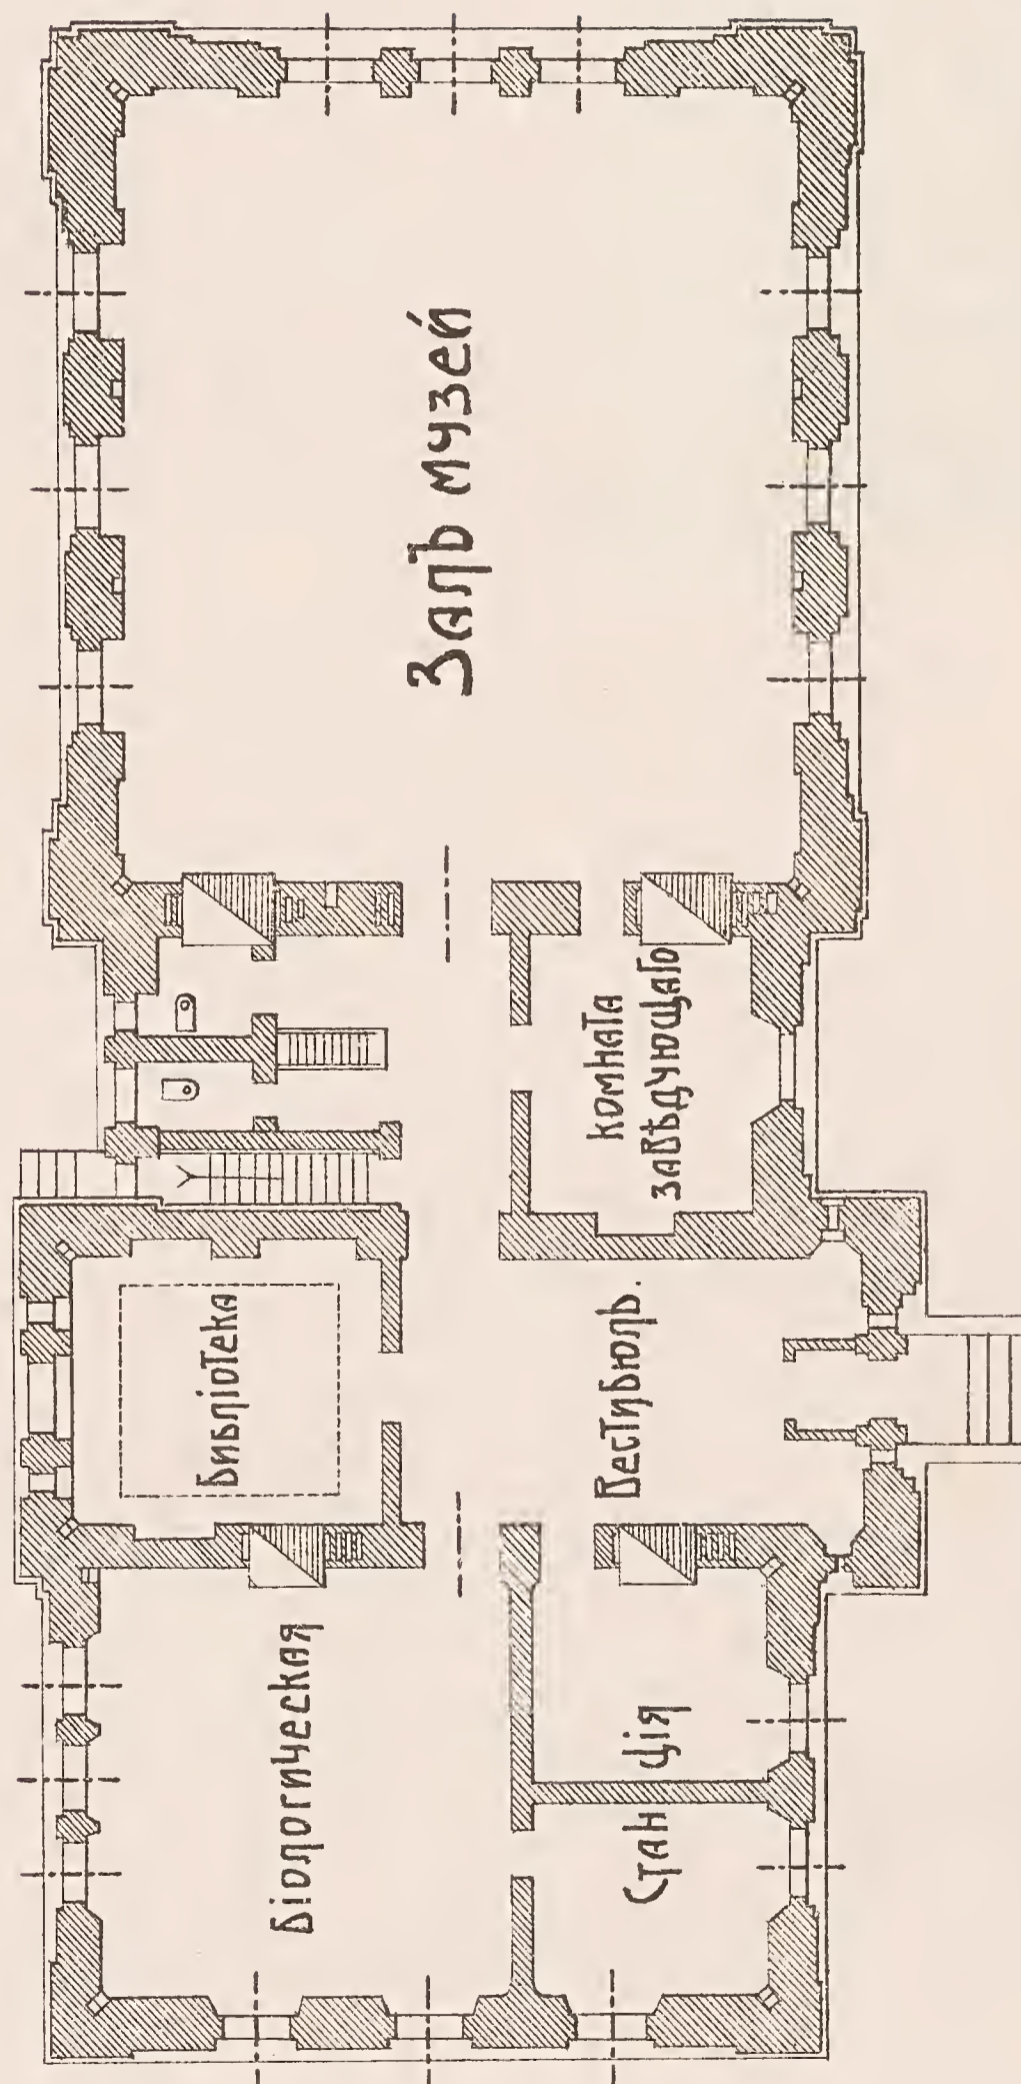 Біологическая
Стан ція
Библіотека
Вестибюль.
комната
завѣдующаго
Залъ музей